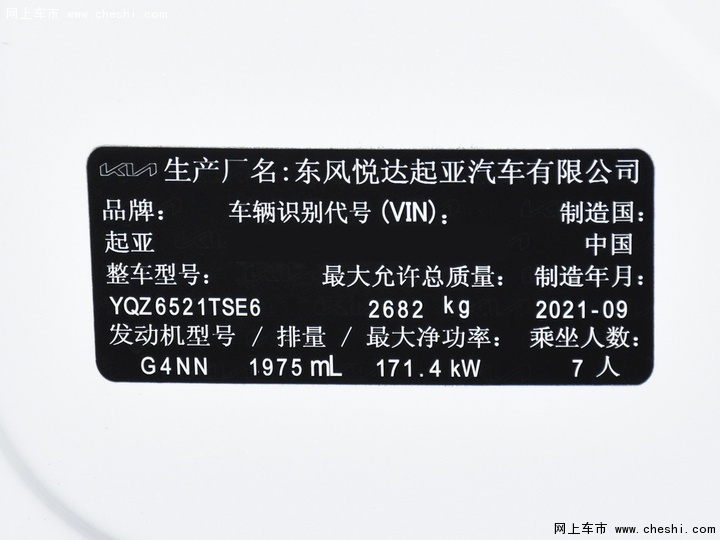 网上车市 www.cheshi.com
KIA 生产厂名:东风悦达起亚汽车有限公司
品牌: 车辆识别代号(VIN): 制造国:
起亚 中国
整车型号: 最大允许总质量: 制造年月:
YQZ6521TSE6 2682 kg 2021-09
发动机型号 / 排量 / 最大净功率: 乘坐人数:
G4NN 1975 mL 171.4 kW 7 人
网上车市 www.cheshi.com